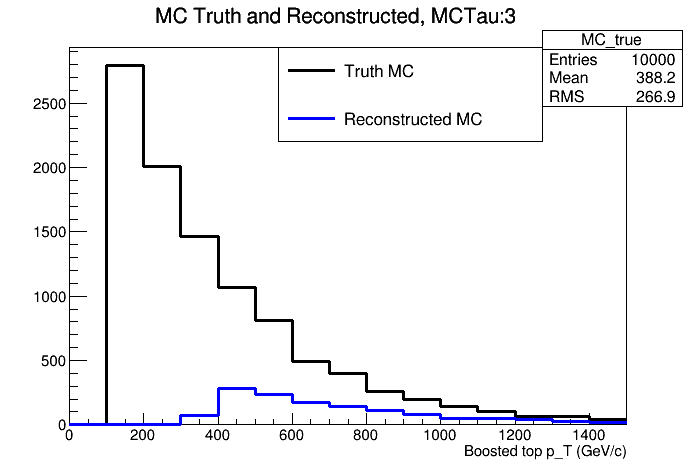 MC Truth and Reconstructed, MCTau:3
MC_true
Entries 10000
Mean 388.2
RMS 266.9
Truth MC
Reconstructed MC
2500
2000
1500
1000
500
0
0 200 400 600 800 1000 1200 1400
Boosted top p_T (GeV/c)